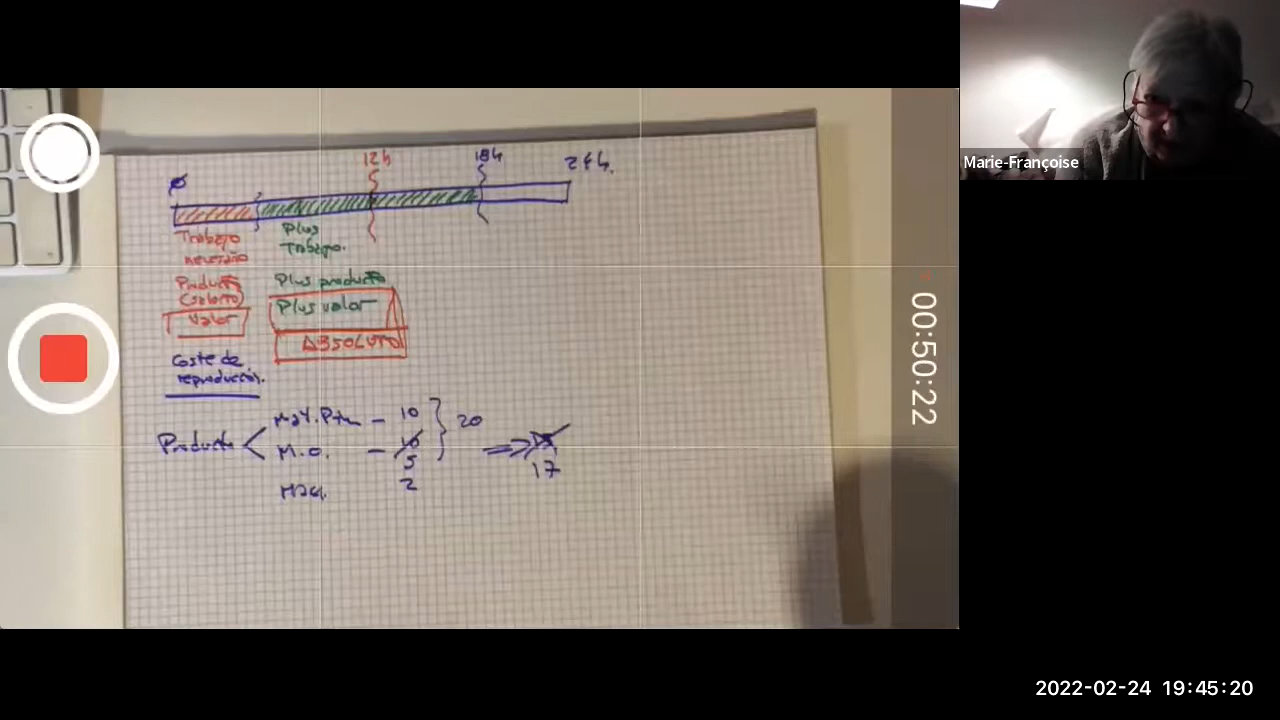 Ø 12h 18h 24h.
Trabajo necesario
Plus Trabajo.
Producto (salario)
Plus producto
Valor
Plus valor
ABSOLUTO
Coste de reproducción.
Producto
Mat. Pim — 10
M.O. — 10
5
} 20
17
Maq. 2
00:50:22
Marie-Françoise
2022-02-24 19:45:20